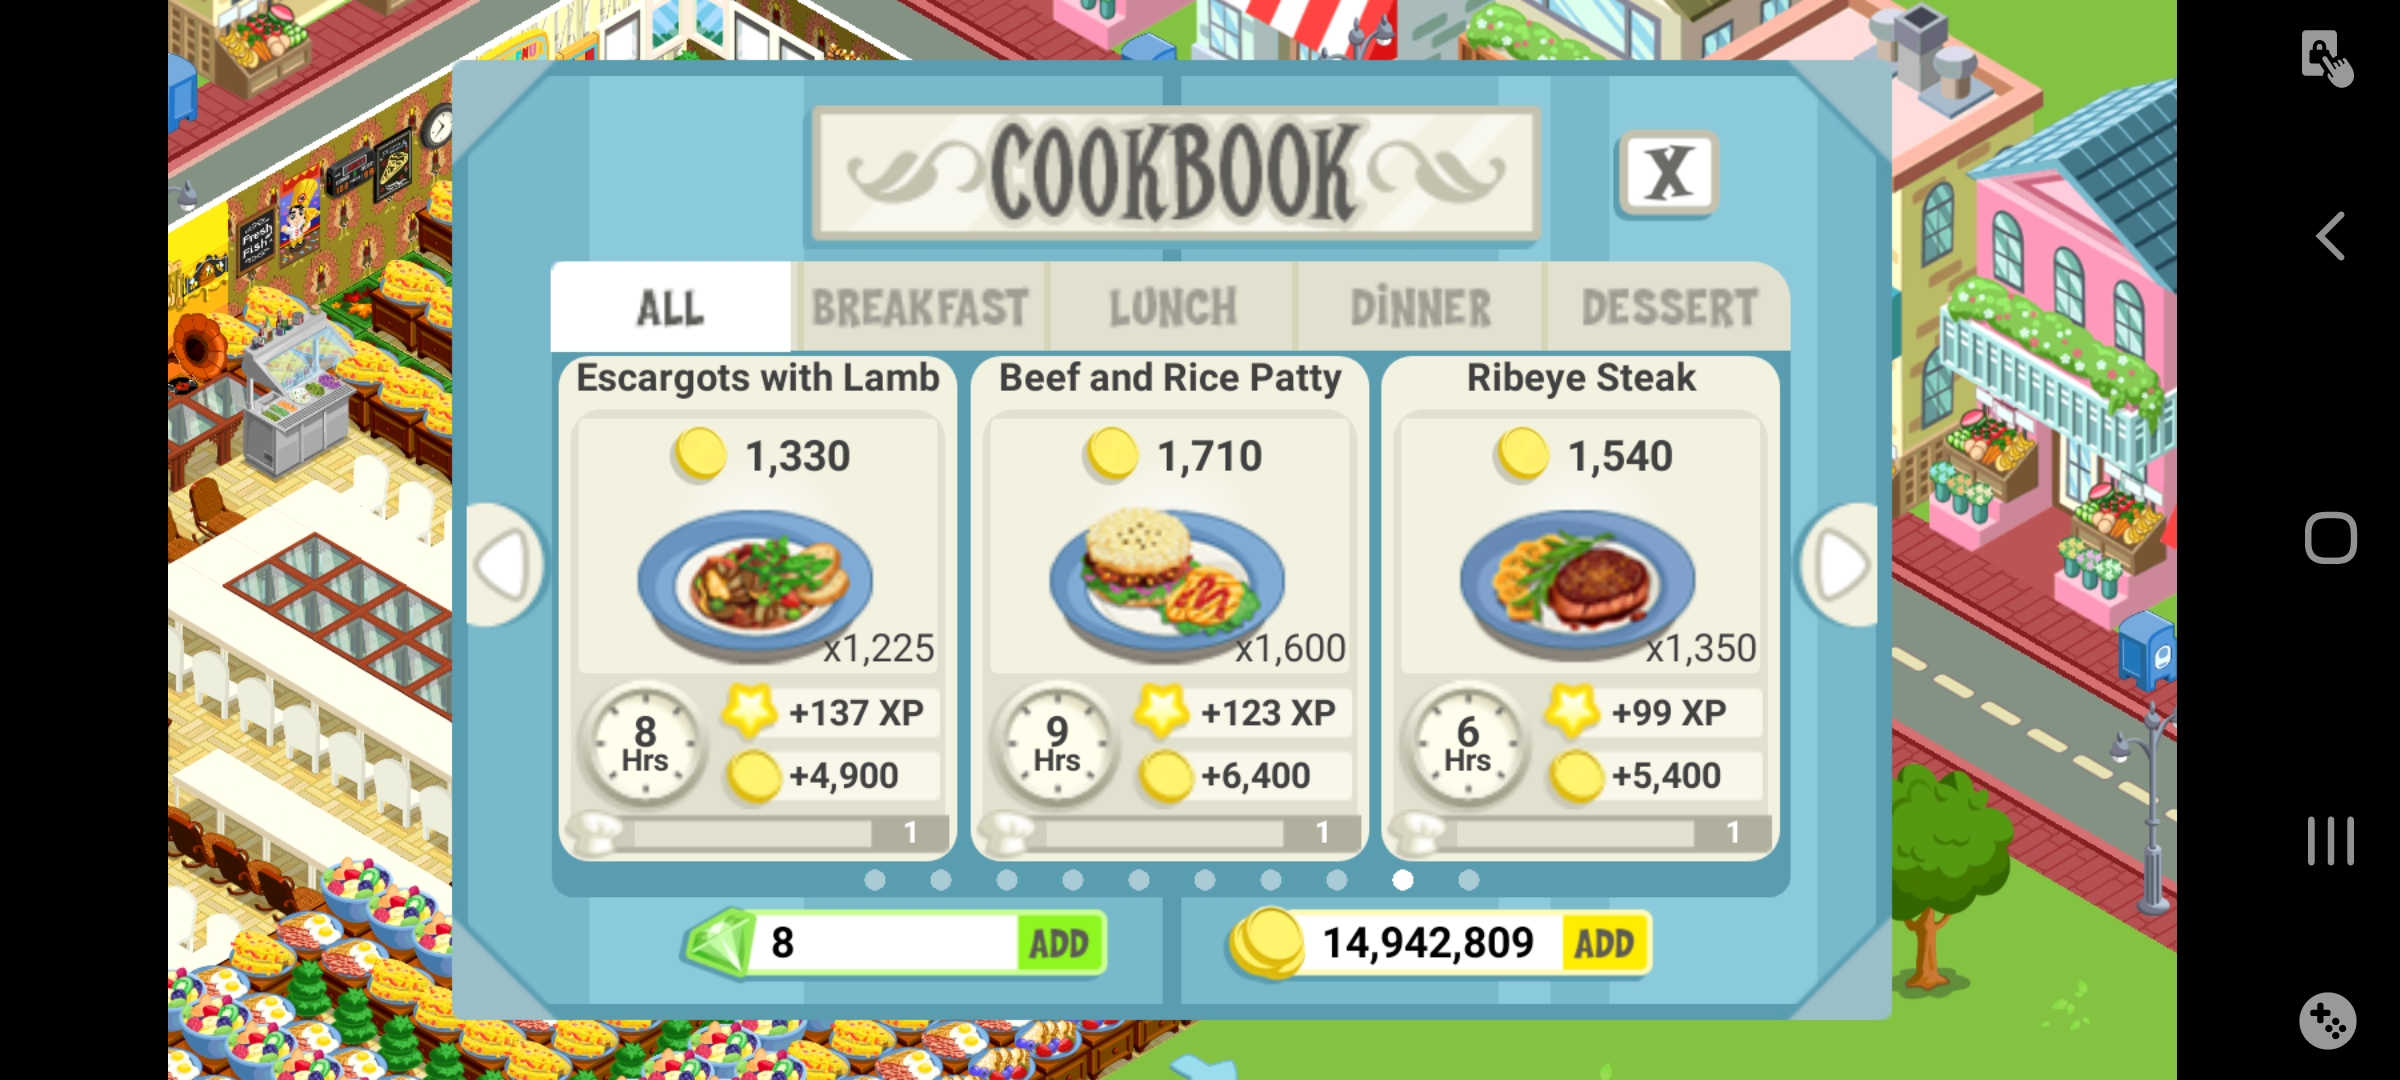 COOKBOOK
X
ALL
BREAKFAST
LUNCH
DINNER
DESSERT
Escargots with Lamb
1,330
x1,225
8
Hrs
+137 XP
+4,900
1
Beef and Rice Patty
1,710
x1,600
9
Hrs
+123 XP
+6,400
1
Ribeye Steak
1,540
x1,350
6
Hrs
+99 XP
+5,400
1
8
ADD
14,942,809
ADD
Fresh
Fish